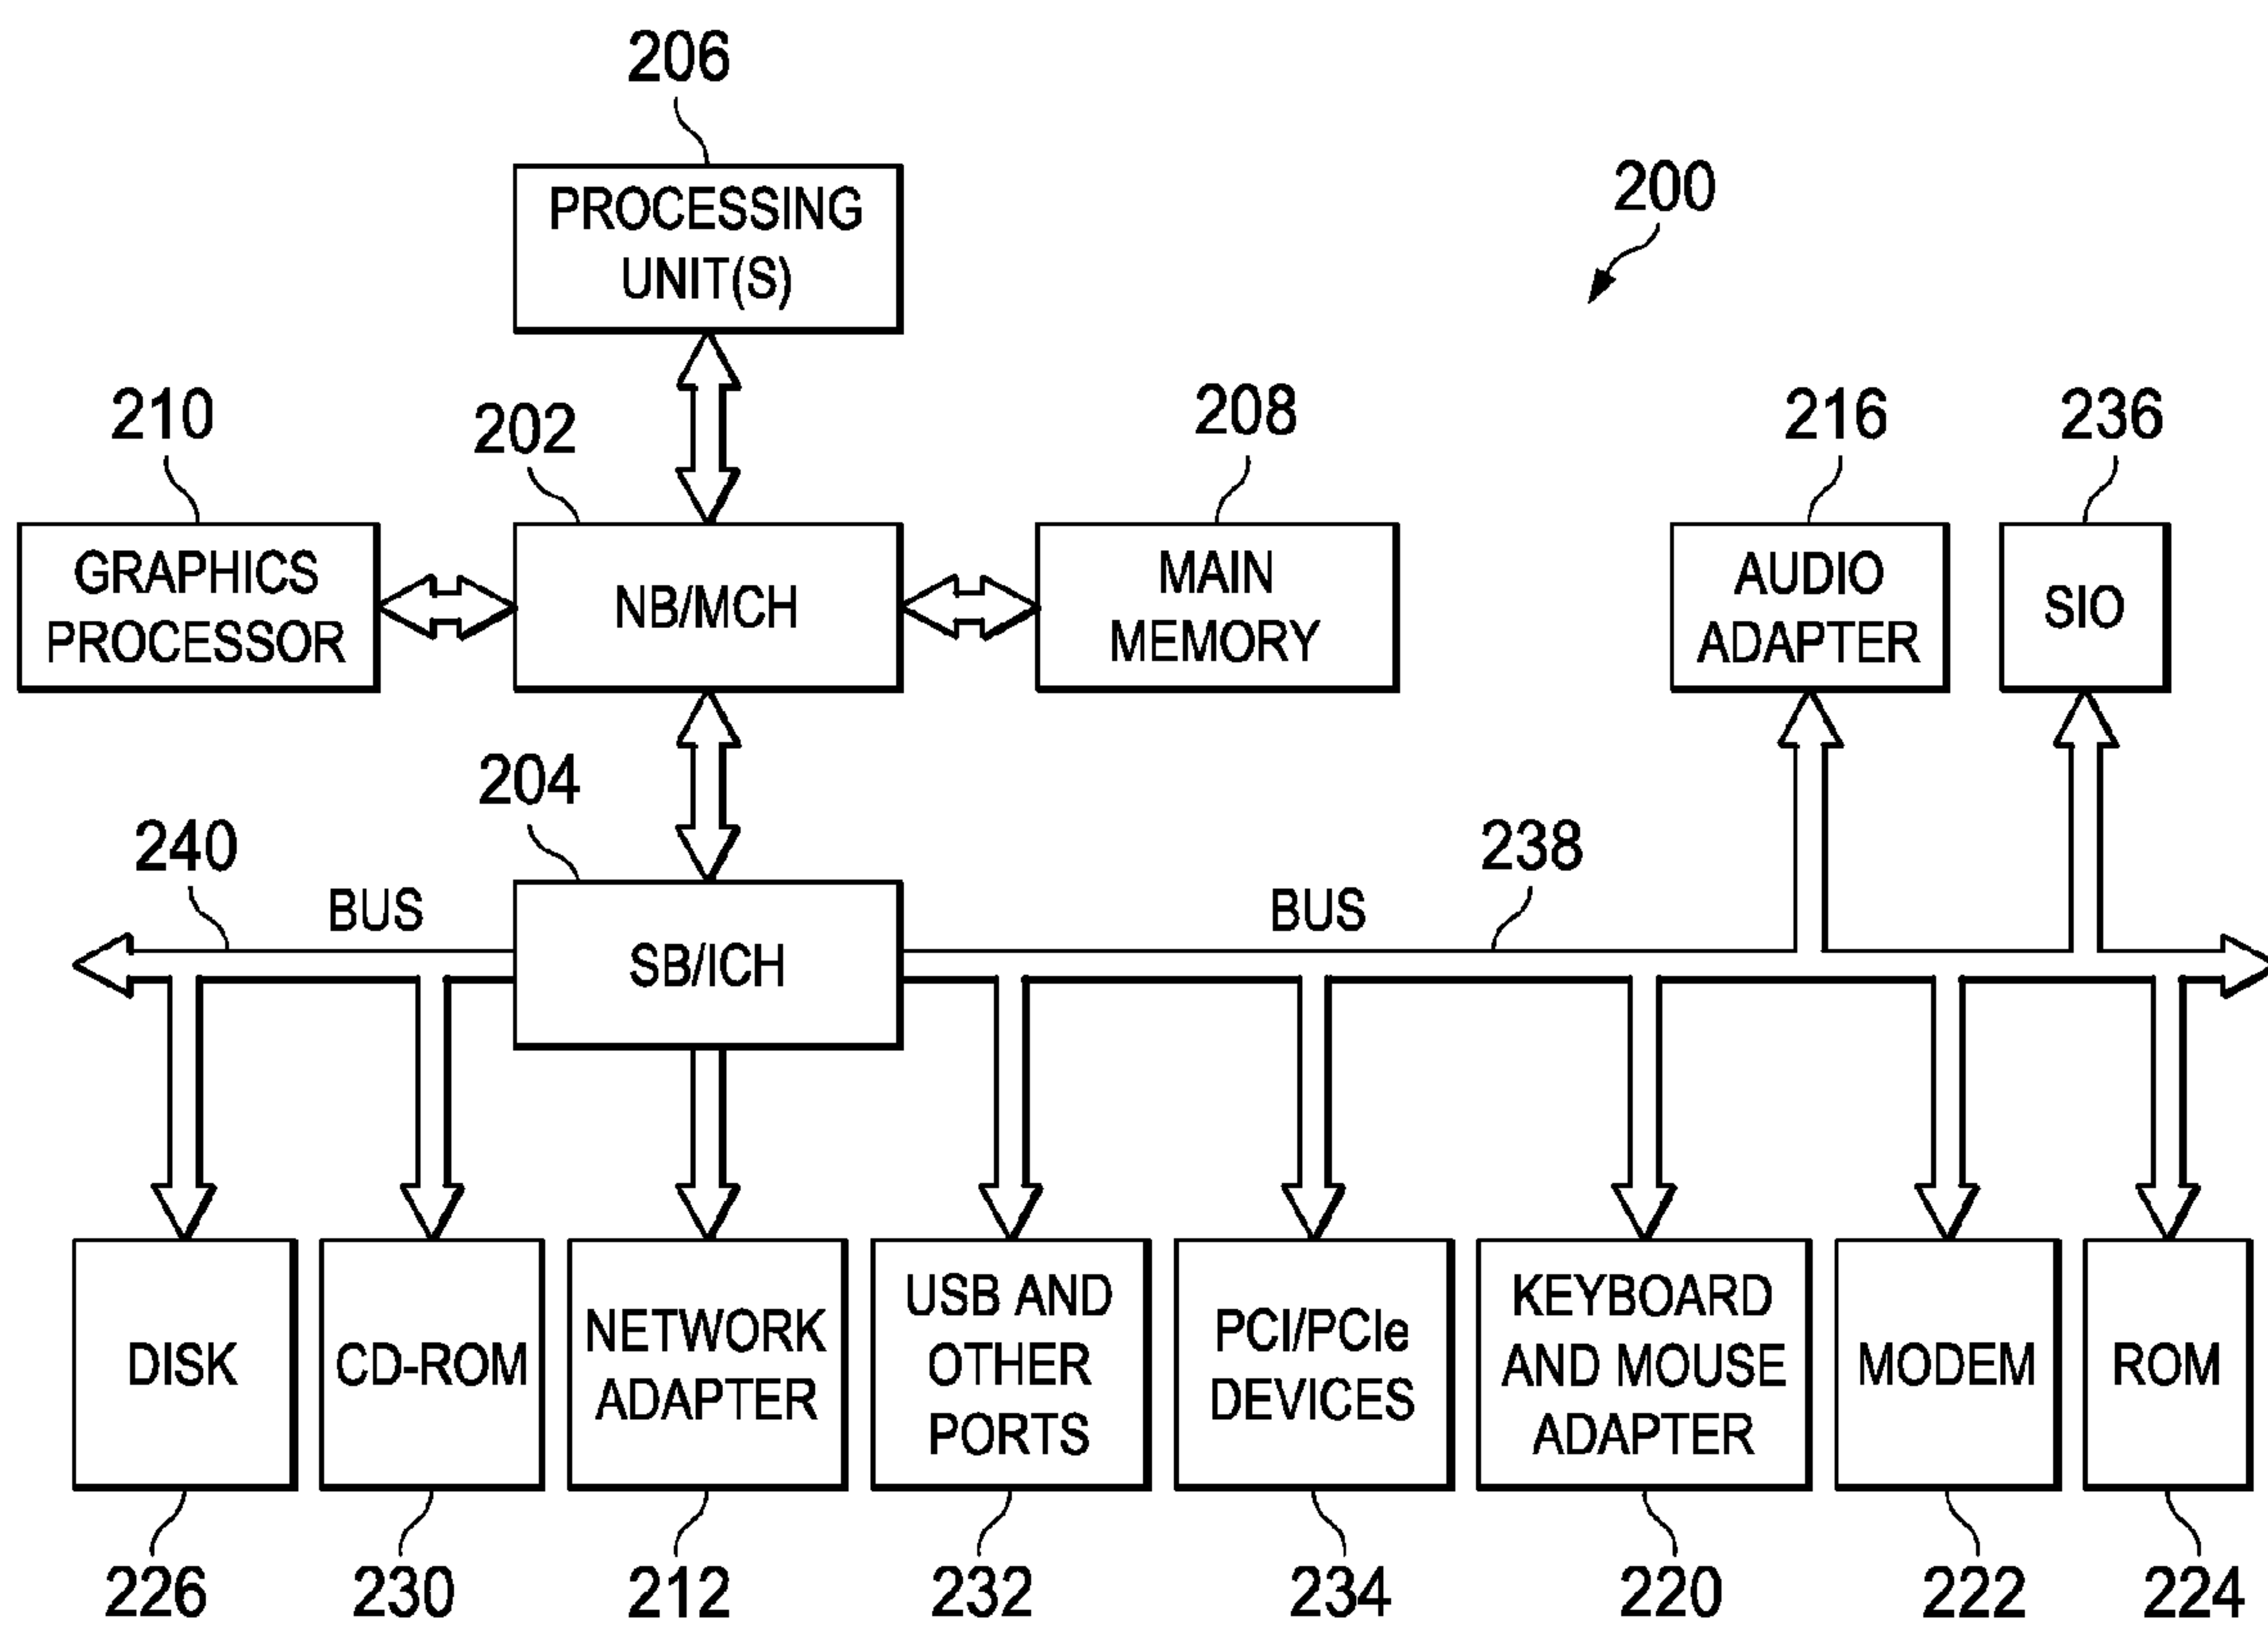 206
PROCESSING
UNIT(S)
200
210
202
208
216
236
GRAPHICS
PROCESSOR
NB/MCH
MAIN
MEMORY
AUDIO
ADAPTER
SIO
204
240
BUS
SB/ICH
BUS
238
DISK
CD-ROM
NETWORK
ADAPTER
USB AND
OTHER
PORTS
PCI/PCIe
DEVICES
KEYBOARD
AND MOUSE
ADAPTER
MODEM
ROM
226
230
212
232
234
220
222
224